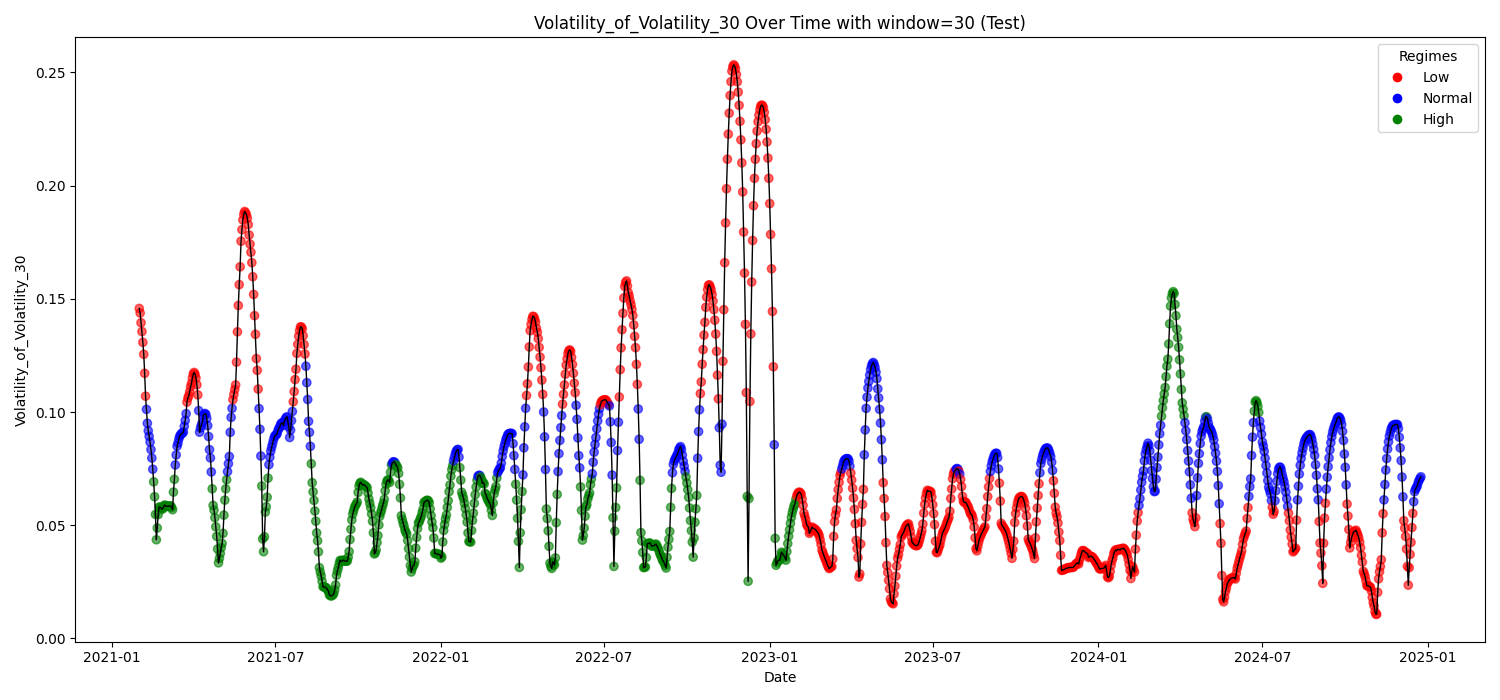 Volatility_of_Volatility_30 Over Time with window=30 (Test)
Regimes
Low
Normal
High
Volatility_of_Volatility_30
0.25
0.20
0.15
0.10
0.05
0.00
2021-01
2021-07
2022-01
2022-07
2023-01
2023-07
2024-01
2024-07
2025-01
Date